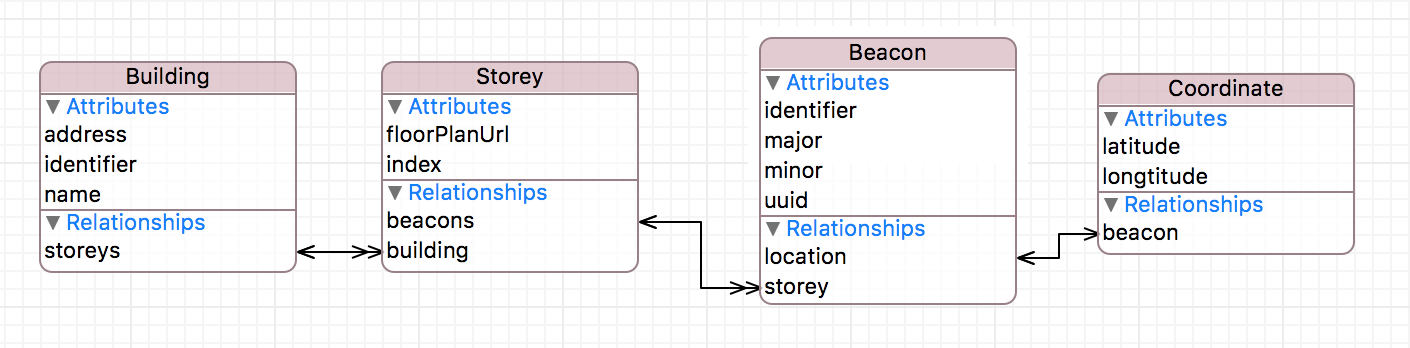 Building
Attributes
address
identifier
name
Relationships
storeys
Storey
Attributes
floorPlanUrl
index
Relationships
beacons
building
Beacon
Attributes
identifier
major
minor
uuid
Relationships
location
storey
Coordinate
Attributes
latitude
longtitude
Relationships
beacon